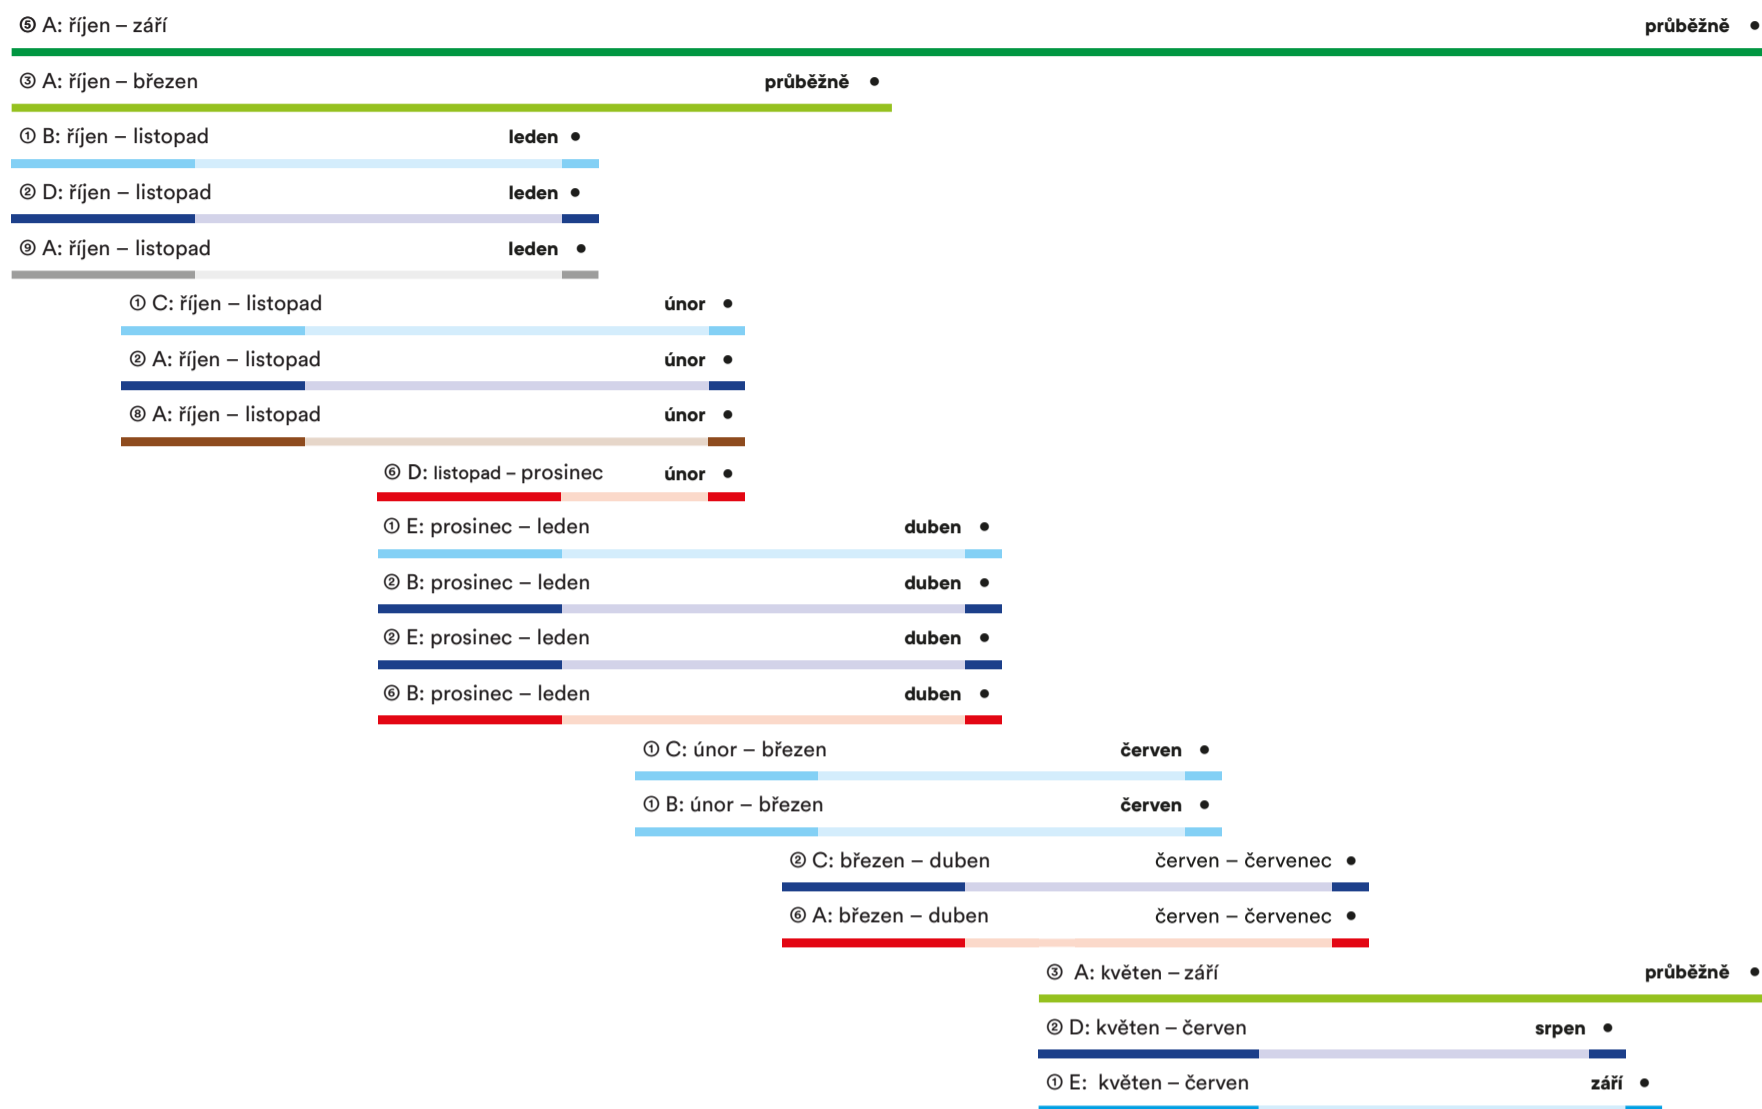 ⑤ A: říjen – září průběžně •
③ A: říjen – březen průběžně •
① B: říjen – listopad leden •
② D: říjen – listopad leden •
⑨ A: říjen – listopad leden •
① C: říjen – listopad únor •
② A: říjen – listopad únor •
⑧ A: říjen – listopad únor •
⑥ D: listopad – prosinec únor •
① E: prosinec – leden duben •
② B: prosinec – leden duben •
② E: prosinec – leden duben •
⑥ B: prosinec – leden duben •
① C: únor – březen červen •
① B: únor – březen červen •
② C: březen – duben červen – červenec •
⑥ A: březen – duben červen – červenec •
③ A: květen – září průběžně •
② D: květen – červen srpen •
① E: květen – červen září •